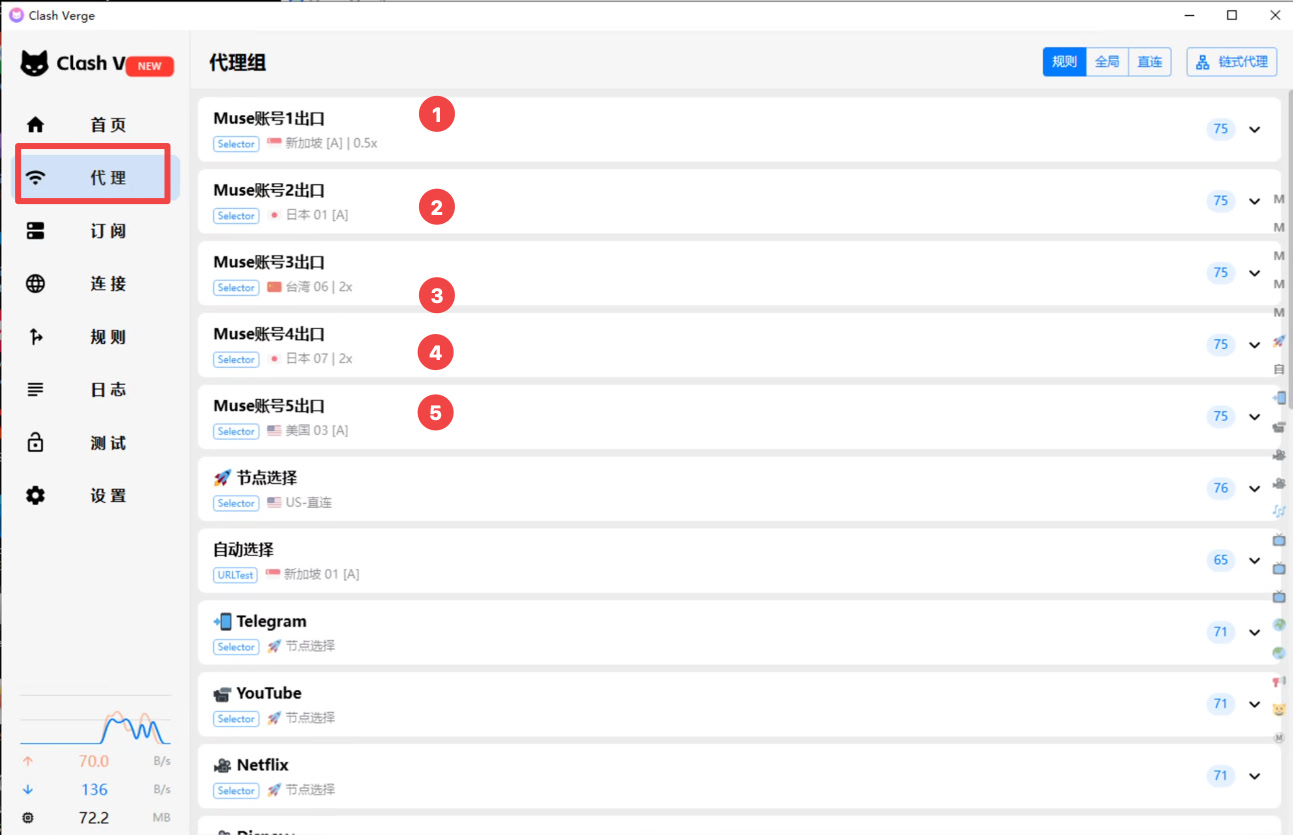 Clash Verge
Clash V
NEW
首页
代理
订阅
连接
规则
日志
测试
设置
70.0 B/s
136 B/s
72.2 MB
代理组
规则 全局 直连 链式代理
Muse账号1出口
Selector 新加坡 [A] | 0.5x
75
1
Muse账号2出口
Selector 日本 01 [A]
75
2
Muse账号3出口
Selector 台湾 06 | 2x
75
3
Muse账号4出口
Selector 日本 07 | 2x
75
4
Muse账号5出口
Selector 美国 03 [A]
75
5
节点选择
Selector US-直连
76
自动选择
URLTest 新加坡 01 [A]
65
Telegram
Selector 节点选择
71
YouTube
Selector 节点选择
71
Netflix
Selector 节点选择
71
M
M
M
M
M
自
M